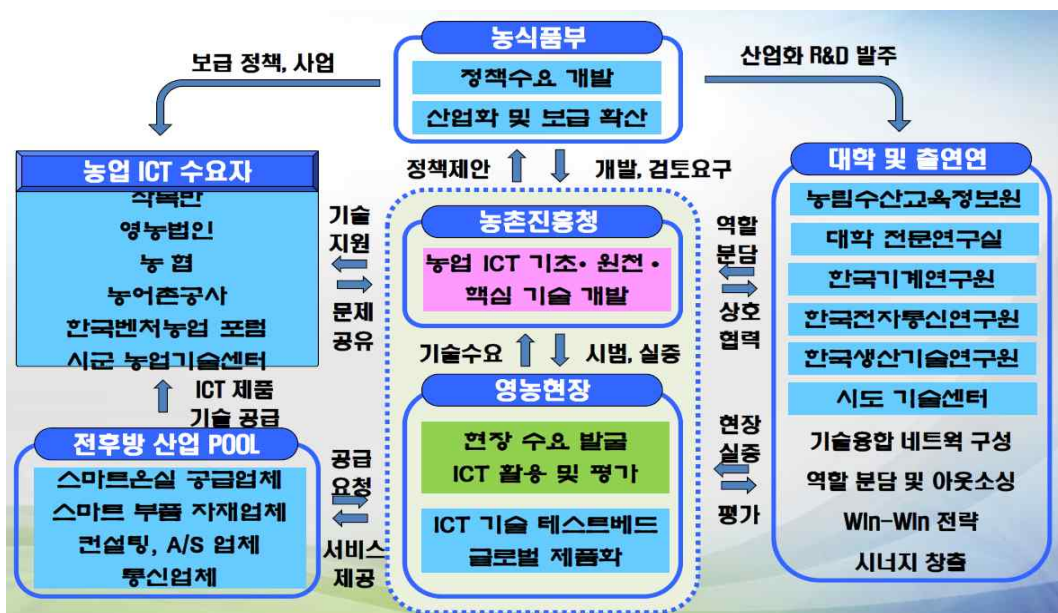 농식품부
정책수요 개발
산업화 및 보급 확산
보급 정책, 사업
산업화 R&D 발주
정책제안
개발, 검토요구
농업 ICT 수요자
작목반
영농법인
농 협
농어촌공사
한국벤처농업 포럼
시군 농업기술센터
기술
지원
문제
공유
농촌진흥청
농업 ICT 기초· 원천 ·
핵심 기술 개발
역할
분담
상호
협력
대학 및 출연연
농림수산교육정보원
대학 전문연구실
한국기계연구원
한국전자통신연구원
한국생산기술연구원
시도 기술센터
기술융합 네트웍 구성
역할 분담 및 아웃소싱
Win-Win 전략
시너지 창출
기술수요
시범, 실증
ICT 제품
기술 공급
전후방 산업 POOL
스마트온실 공급업체
스마트 부품 자재업체
컨설팅, A/S 업체
통신업체
공급
요청
서비스
제공
영농현장
현장 수요 발굴
ICT 활용 및 평가
ICT 기술 테스트베드
글로벌 제품화
현장
실증
평가